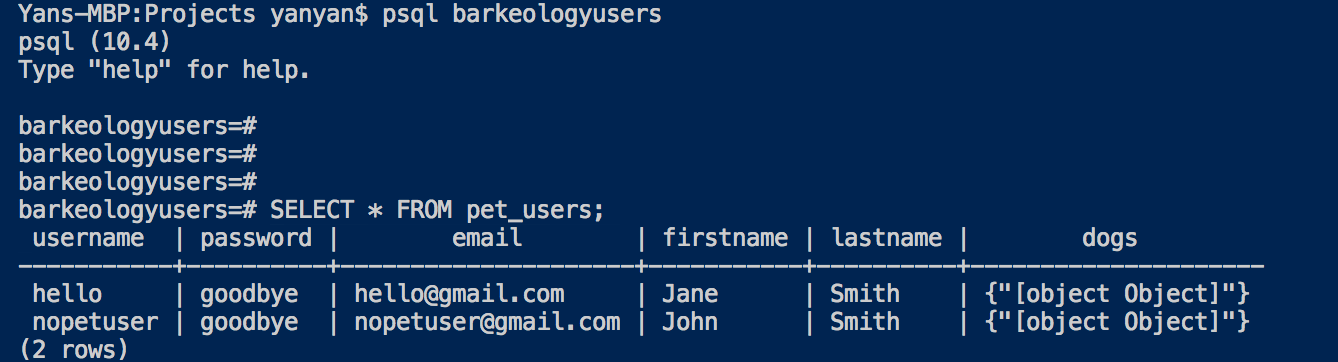 Yans-MBP:Projects yanyan$ psql barkeologyusers
psql (10.4)
Type "help" for help.
barkeologyusers=#
barkeologyusers=#
barkeologyusers=#
barkeologyusers=# SELECT * FROM pet_users;
 username  | password |        email        | firstname | lastname |        dogs
-----------+----------+---------------------+-----------+----------+---------------------
 hello     | goodbye  | hello@gmail.com     | Jane      | Smith    | {"[object Object]"}
 nopetuser | goodbye  | nopetuser@gmail.com | John      | Smith    | {"[object Object]"}
(2 rows)